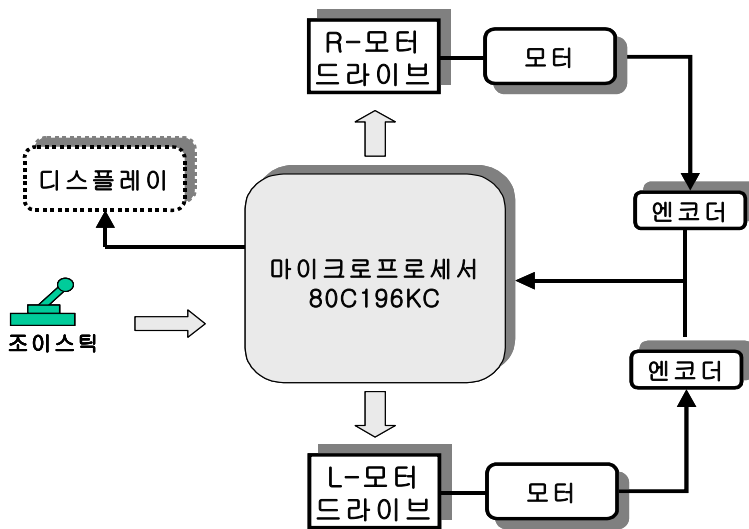 R-모터
드라이브
모터
디스플레이
엔코더
마이크로프로세서
80C196KC
조이스틱
엔코더
L-모터
드라이브
모터